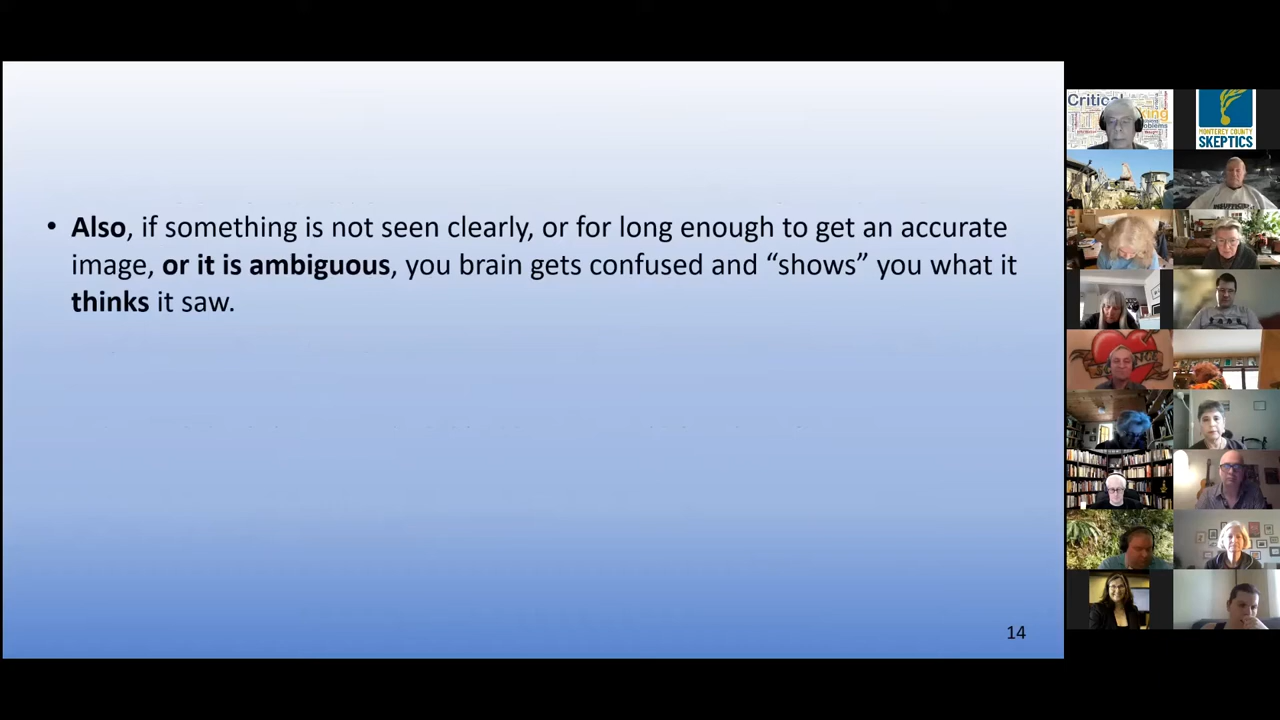 • Also, if something is not seen clearly, or for long enough to get an accurate
image, or it is ambiguous, you brain gets confused and “shows” you what it
thinks it saw.
14
Critical
MONTEREY COUNTY
SKEPTICS